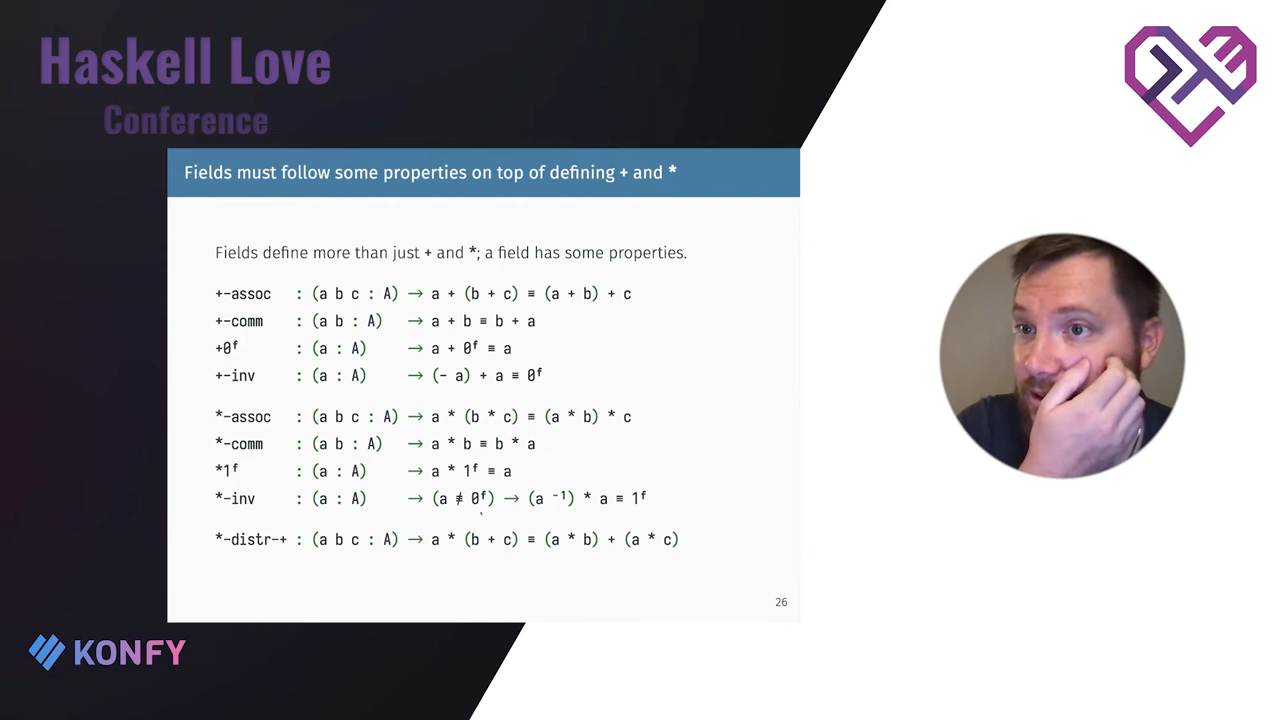 Haskell Love
Conference
Fields must follow some properties on top of defining + and *
Fields define more than just + and *; a field has some properties.
+-assoc : (a b c : A) → a + (b + c) ≡ (a + b) + c
+-comm : (a b : A) → a + b ≡ b + a
+0ᶠ : (a : A) → a + 0ᶠ ≡ a
+-inv : (a : A) → (- a) + a ≡ 0ᶠ
*-assoc : (a b c : A) → a * (b * c) ≡ (a * b) * c
*-comm : (a b : A) → a * b ≡ b * a
*1ᶠ : (a : A) → a * 1ᶠ ≡ a
*-inv : (a : A) → (a ≢ 0ᶠ) → (a ⁻¹) * a ≡ 1ᶠ
*-distr-+ : (a b c : A) → a * (b + c) ≡ (a * b) + (a * c)
26
KONFY